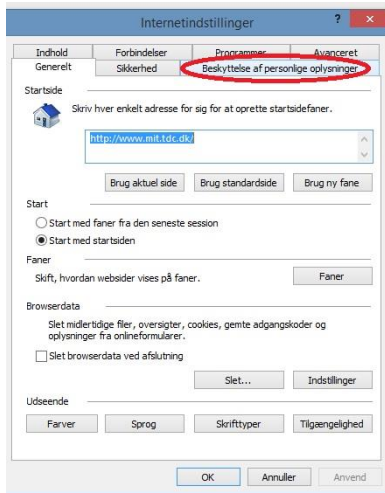 Internetindstillinger
? ×
Indhold Forbindelser Programmer Avanceret
Generelt Sikkerhed Beskyttelse af personlige oplysninger
Startside
Skriv hver enkelt adresse for sig for at oprette startsidefaner.
http://www.mit.tdc.dk/
Brug aktuel side Brug standardside Brug ny fane
Start
Start med faner fra den seneste session
Start med startsiden
Faner
Skift, hvordan websider vises på faner. Faner
Browserdata
Slet midlertidige filer, oversigter, cookies, gemte adgangskoder og
oplysninger fra onlineformularer.
Slet browserdata ved afslutning
Slet... Indstillinger
Udseende
Farver Sprog Skrifttyper Tilgængelighed
OK Annuller Anvend